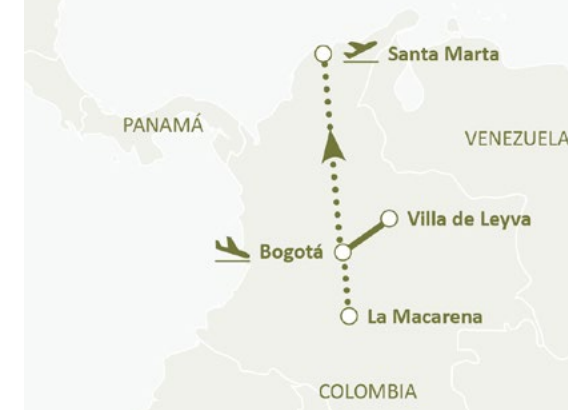 Santa Marta
PANAMÁ
VENEZUELA
Villa de Leyva
Bogotá
La Macarena
COLOMBIA